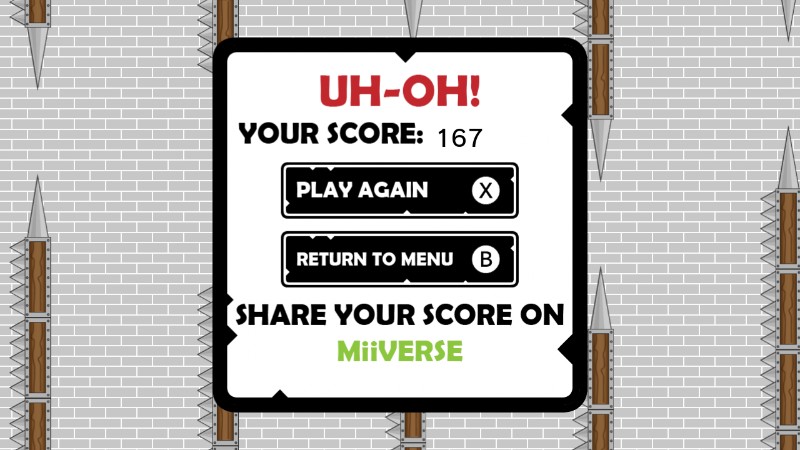 UH-OH!
YOUR SCORE: 167
PLAY AGAIN X
RETURN TO MENU B
SHARE YOUR SCORE ON
MiiVERSE